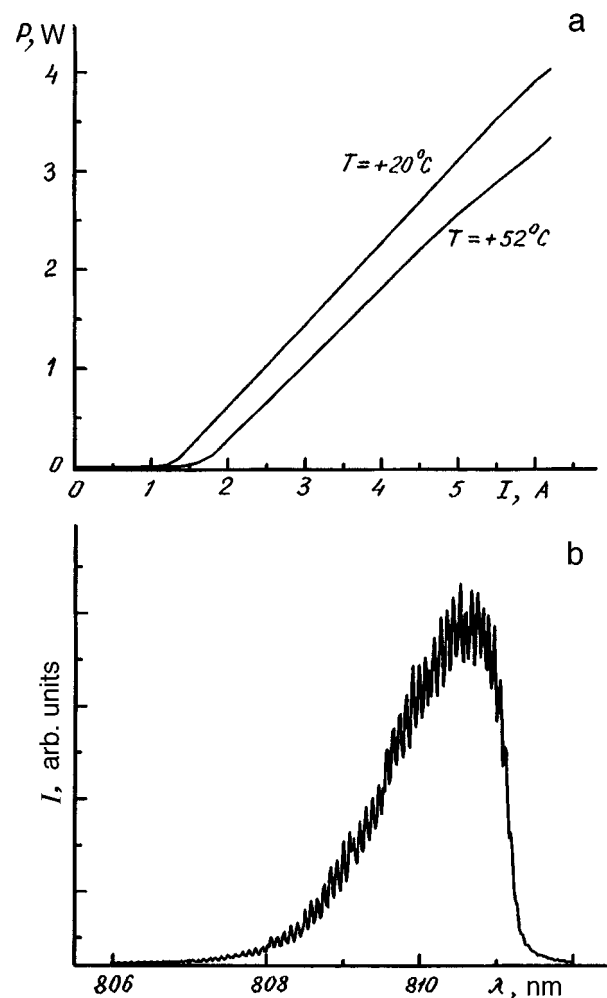 P, W
a
4
3
2
1
0
T=+20°C
T=+52°C
0 1 2 3 4 5 I, A
b
I, arb. units
806 808 810 λ, nm